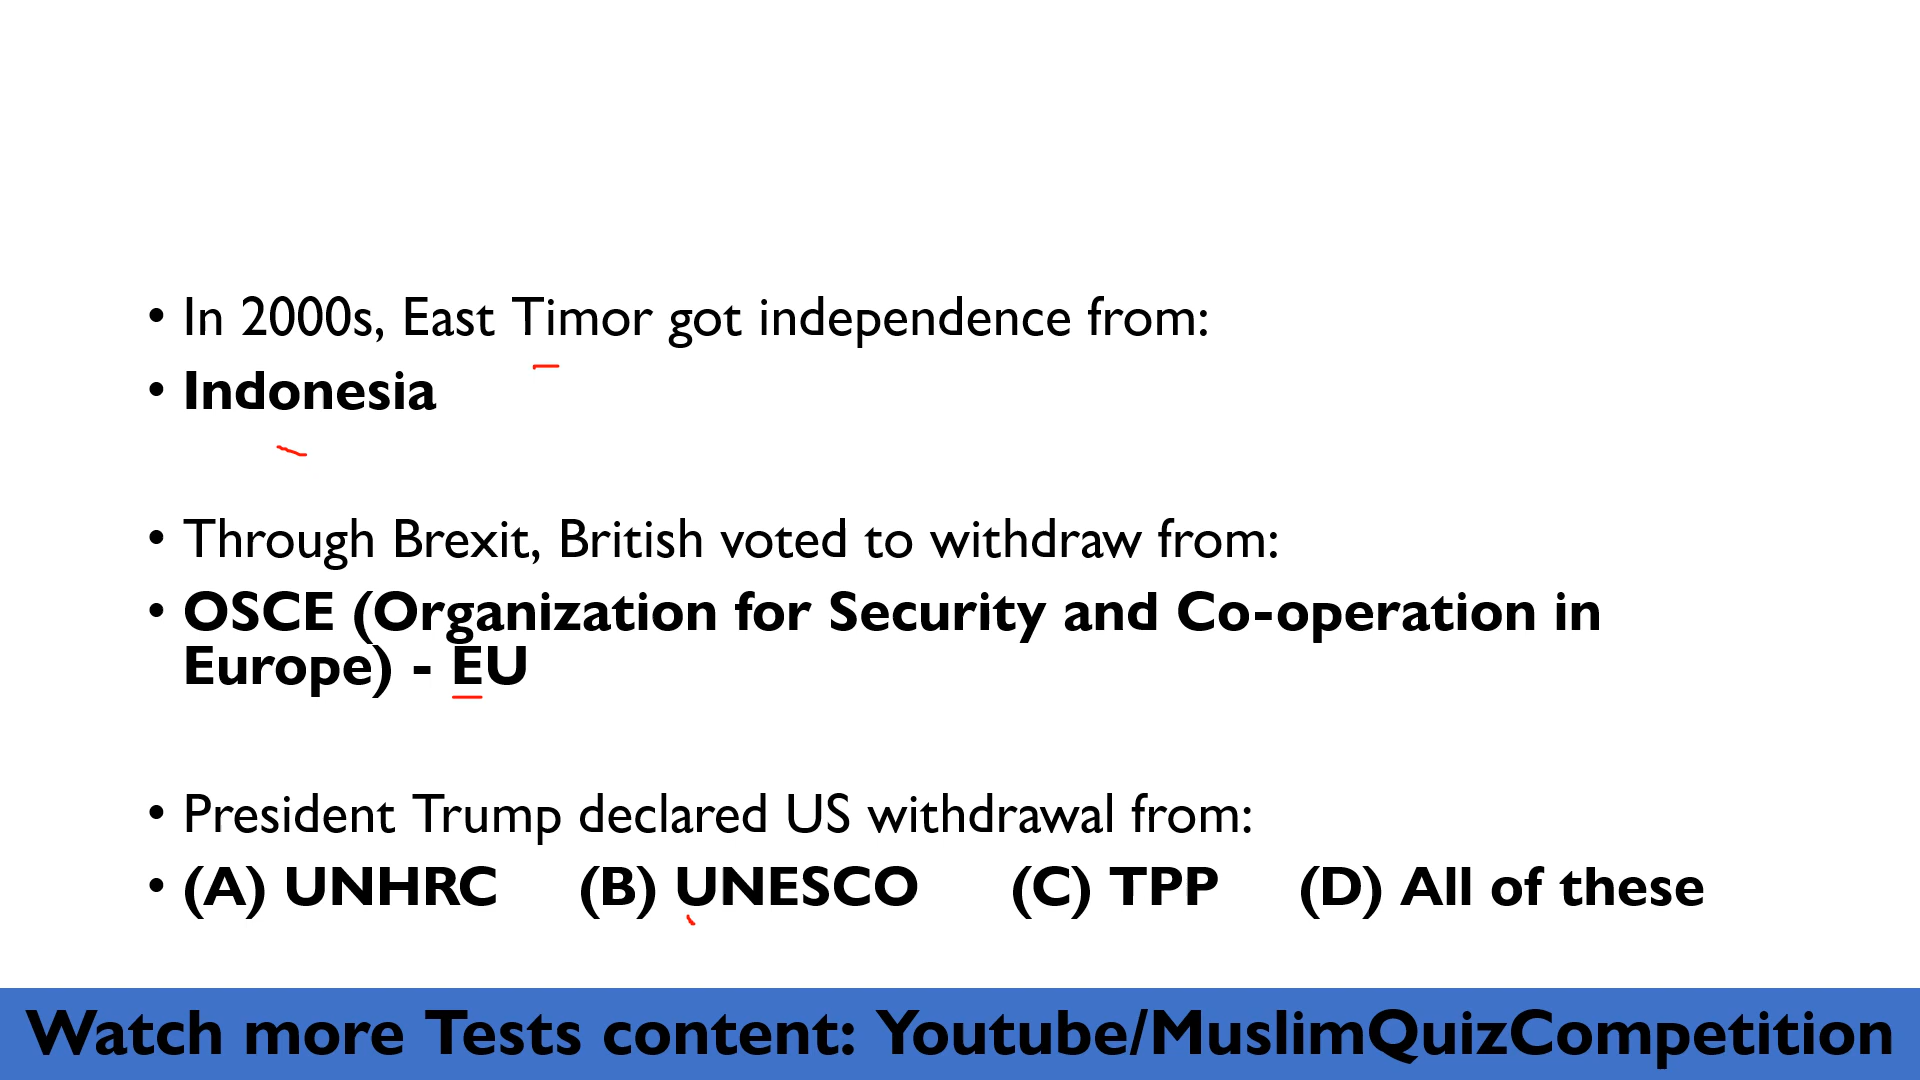 • In 2000s, East Timor got independence from:
• Indonesia
• Through Brexit, British voted to withdraw from:
• OSCE (Organization for Security and Co-operation in
Europe) - EU
• President Trump declared US withdrawal from:
• (A) UNHRC (B) UNESCO (C) TPP (D) All of these
Watch more Tests content: Youtube/MuslimQuizCompetition